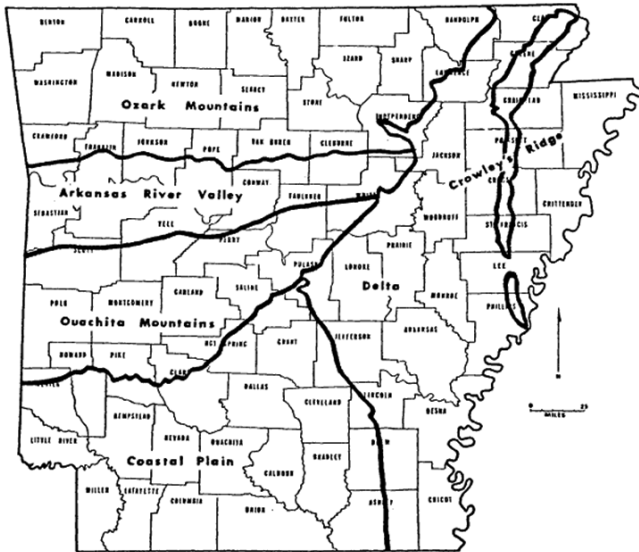 BENTON CARROLL BOONE MARION BAXTER FULTON RANDOLPH
IZARD SHARP LAWRENCE GREENE
WASHINGTON MADISON NEWTON SEARCY STONE
MISSISSIPPI
Ozark Mountains
CRAIGHEAD
INDEPENDENCE
CRAWFORD FRANKLIN JOHNSON POPE VAN BUREN CLEBURNE
JACKSON
Crowley's Ridge
CROSS
CONWAY
Arkansas River Valley
FAULKNER
WOODRUFF
CRITTENDEN
SEBASTIAN
YELL
ST FRANCIS
SCOTT
PERRY
PRAIRIE
PULASKI LONOKE
LEE
POLK MONTGOMERY GARLAND SALINE
Delta
MONROE
PHILLIPS
Ouachita Mountains
HOT SPRING GRANT JEFFERSON ARKANSAS
HOWARD PIKE
CLARK
DALLAS
CLEVELAND
LINCOLN
DESHA
N
0 25
MILES
HEMPSTEAD
NEVADA
OUACHITA
LITTLE RIVER
Coastal Plain
CALHOUN
BRADLEY
DREW
MILLER LAFAYETTE COLUMBIA
UNION
ASHLEY
CHICOT